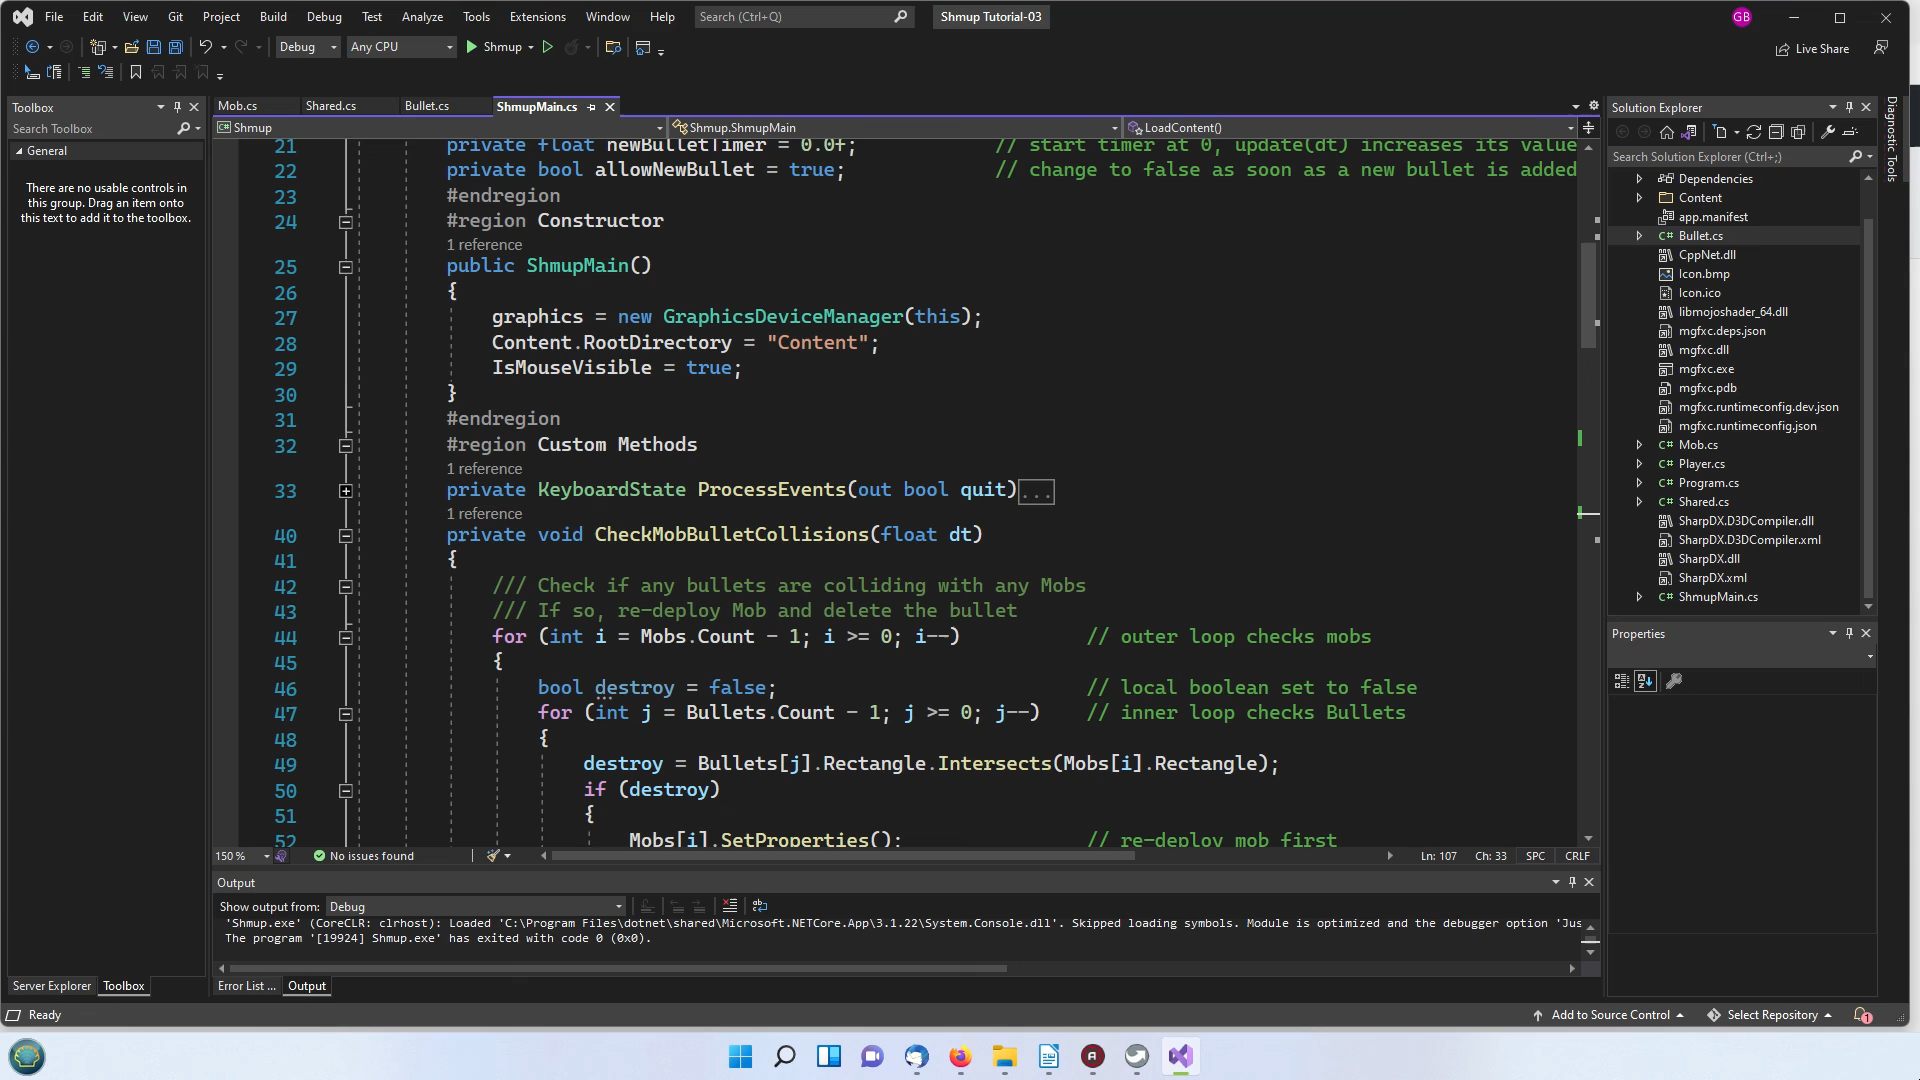 File Edit View Git Project Build Debug Test Analyze Tools Extensions Window Help Search (Ctrl+Q) Shmup Tutorial-03 GB
Debug Any CPU Shmup Live Share
Toolbox
Search Toolbox
General
There are no usable controls in
this group. Drag an item onto
this text to add it to the toolbox.
Server Explorer Toolbox
Mob.cs Shared.cs Bullet.cs ShmupMain.cs
C# Shmup Shmup.ShmupMain LoadContent()
21 private float newBulletTimer = 0.0f; // start timer at 0, update(dt) increases its value
22 private bool allowNewBullet = true; // change to false as soon as a new bullet is added
23 #endregion
24 #region Constructor
1 reference
25 public ShmupMain()
26 {
27 graphics = new GraphicsDeviceManager(this);
28 Content.RootDirectory = "Content";
29 IsMouseVisible = true;
30 }
31 #endregion
32 #region Custom Methods
1 reference
33 private KeyboardState ProcessEvents(out bool quit)...
1 reference
40 private void CheckMobBulletCollisions(float dt)
41 {
42 /// Check if any bullets are colliding with any Mobs
43 /// If so, re-deploy Mob and delete the bullet
44 for (int i = Mobs.Count - 1; i >= 0; i--) // outer loop checks mobs
45 {
46 bool destroy = false; // local boolean set to false
47 for (int j = Bullets.Count - 1; j >= 0; j--) // inner loop checks Bullets
48 {
49 destroy = Bullets[j].Rectangle.Intersects(Mobs[i].Rectangle);
50 if (destroy)
51 {
52 Mobs[i].SetProperties(); // re-deploy mob first
150 % No issues found Ln: 107 Ch: 33 SPC CRLF
Output
Show output from: Debug
'Shmup.exe' (CoreCLR: clrhost): Loaded 'C:\Program Files\dotnet\shared\Microsoft.NETCore.App\3.1.22\System.Console.dll'. Skipped loading symbols. Module is optimized and the debugger option 'Jus
The program '[19924] Shmup.exe' has exited with code 0 (0x0).
Error List ... Output
Solution Explorer
Search Solution Explorer (Ctrl+;)
Dependencies
Content
app.manifest
C# Bullet.cs
CppNet.dll
Icon.bmp
Icon.ico
libmojoshader_64.dll
mgfxc.deps.json
mgfxc.dll
mgfxc.exe
mgfxc.pdb
mgfxc.runtimeconfig.dev.json
mgfxc.runtimeconfig.json
C# Mob.cs
C# Player.cs
C# Program.cs
C# Shared.cs
SharpDX.D3DCompiler.dll
SharpDX.D3DCompiler.xml
SharpDX.dll
SharpDX.xml
C# ShmupMain.cs
Properties
Diagnostic Tools
Ready Add to Source Control Select Repository 1